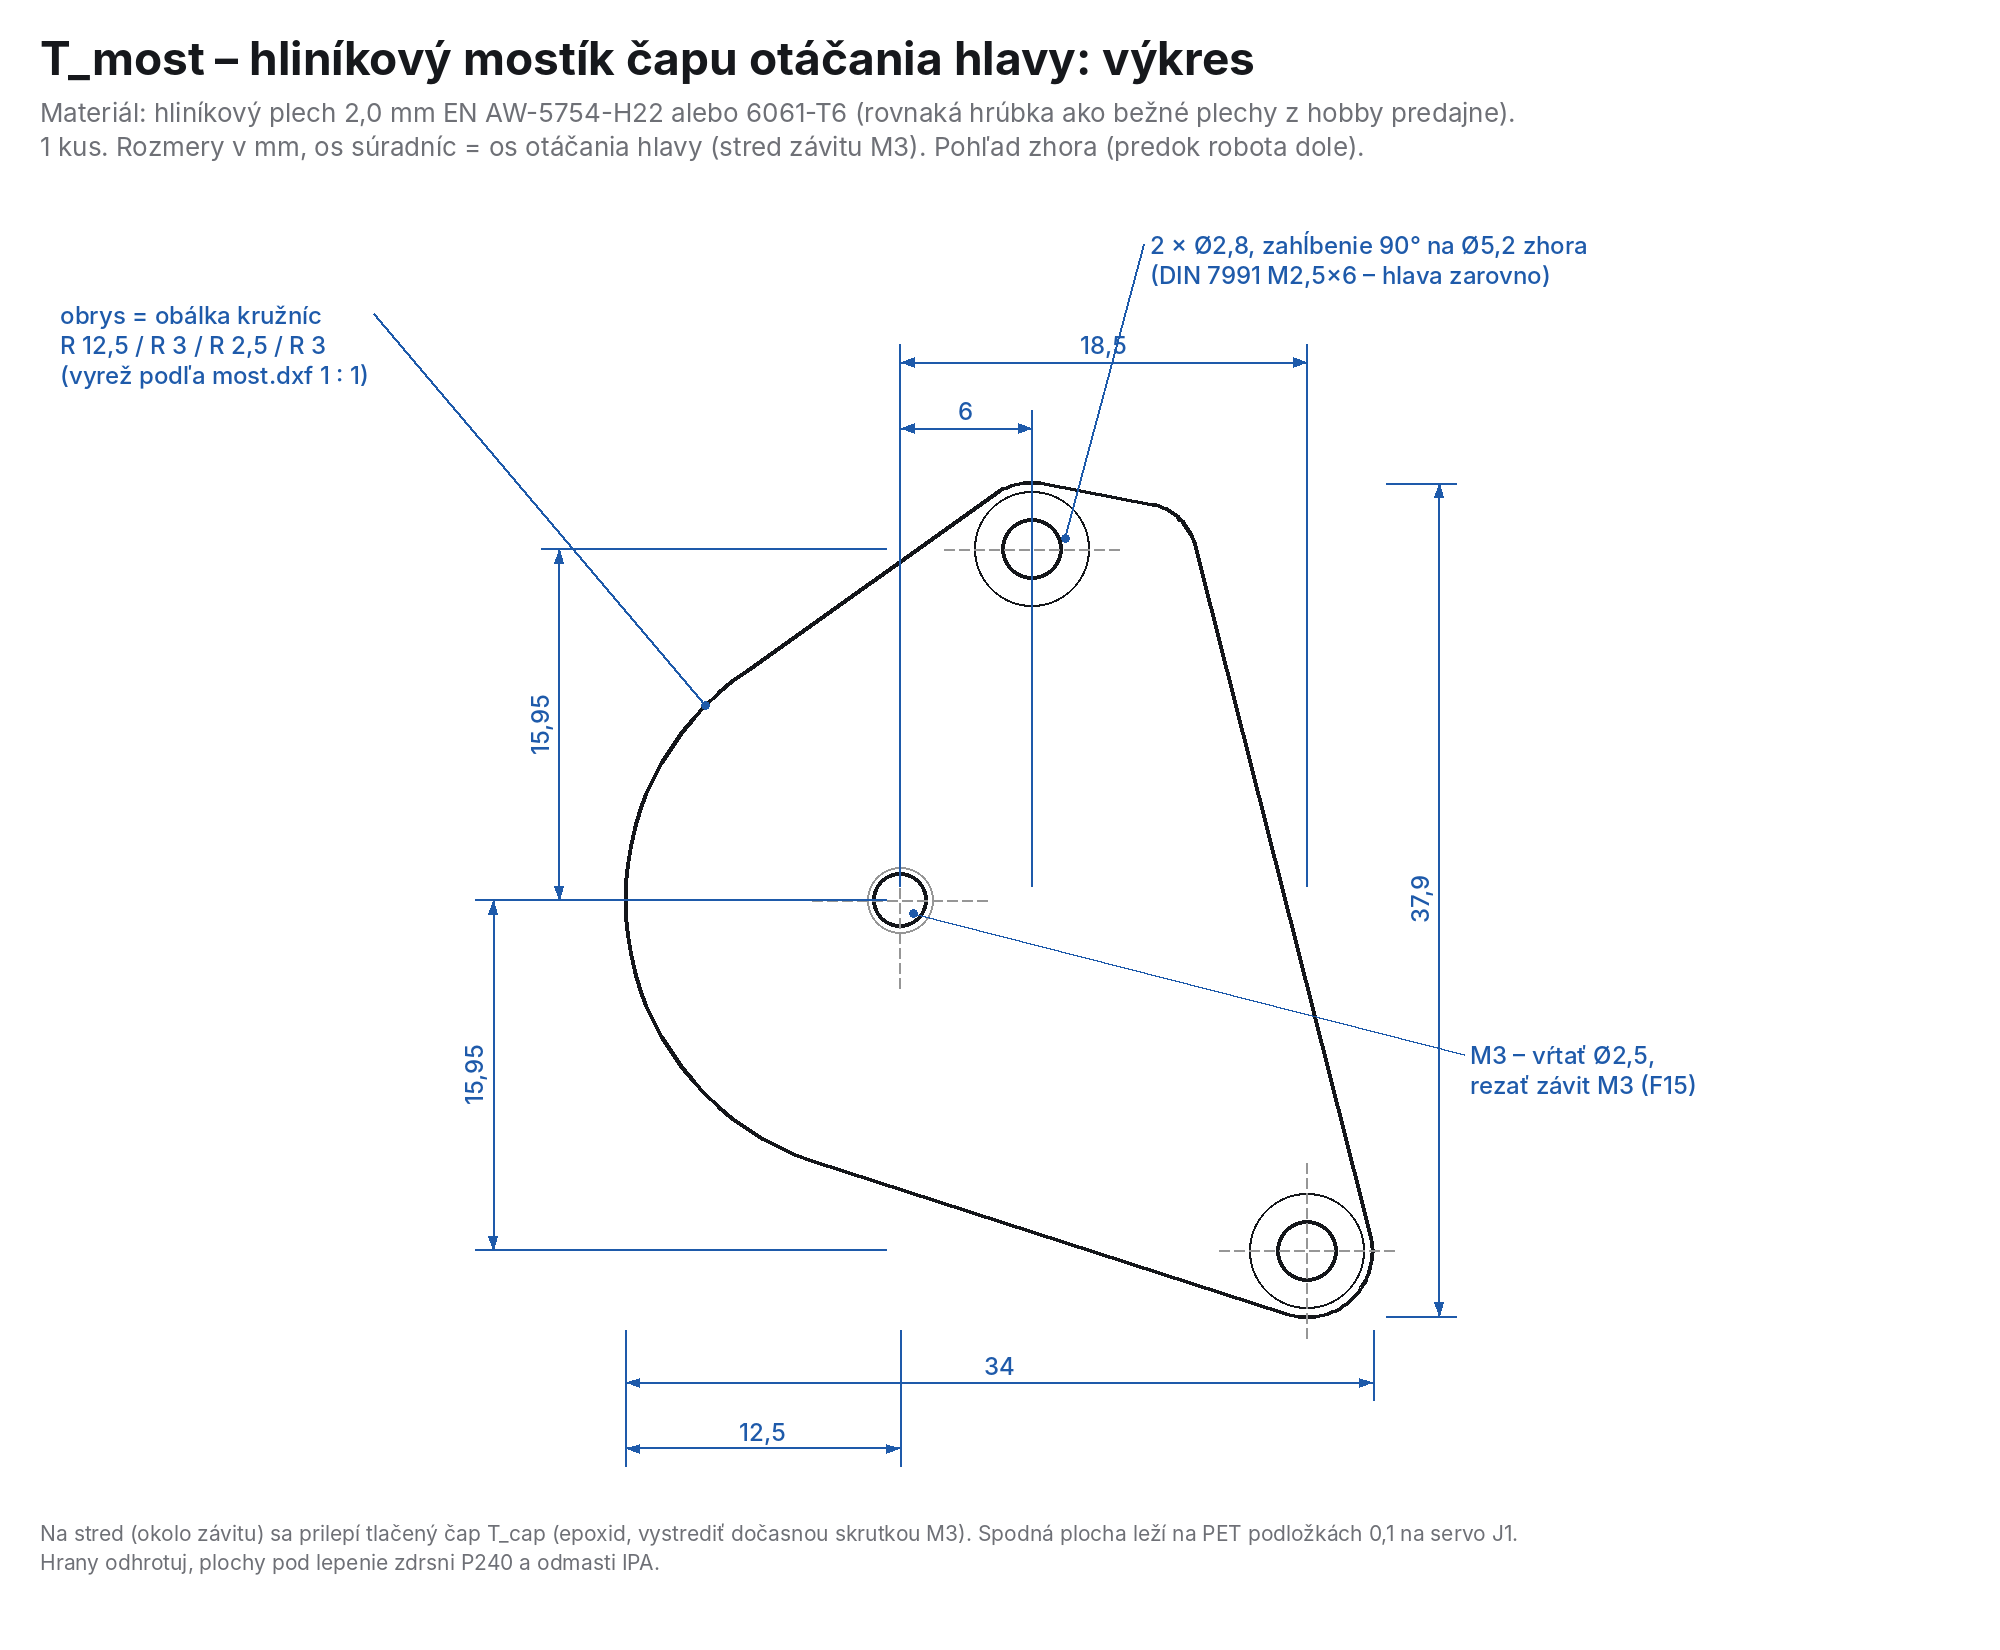 T_most – hliníkový mostík čapu otáčania hlavy: výkres
Materiál: hliníkový plech 2,0 mm EN AW-5754-H22 alebo 6061-T6 (rovnaká hrúbka ako bežné plechy z hobby predajne).
1 kus. Rozmery v mm, os súradníc = os otáčania hlavy (stred závitu M3). Pohľad zhora (predok robota dole).
2 × Ø2,8, zahĺbenie 90° na Ø5,2 zhora
(DIN 7991 M2,5×6 – hlava zarovno)
obrys = obálka kružníc
R 12,5 / R 3 / R 2,5 / R 3
(vyrež podľa most.dxf 1 : 1)
18,5
6
15,95
37,9
15,95
M3 – vŕtať Ø2,5,
rezať závit M3 (F15)
34
12,5
Na stred (okolo závitu) sa prilepí tlačený čap T_cap (epoxid, vystrediť dočasnou skrutkou M3). Spodná plocha leží na PET podložkách 0,1 na servo J1.
Hrany odhrotuj, plochy pod lepenie zdrsni P240 a odmasti IPA.